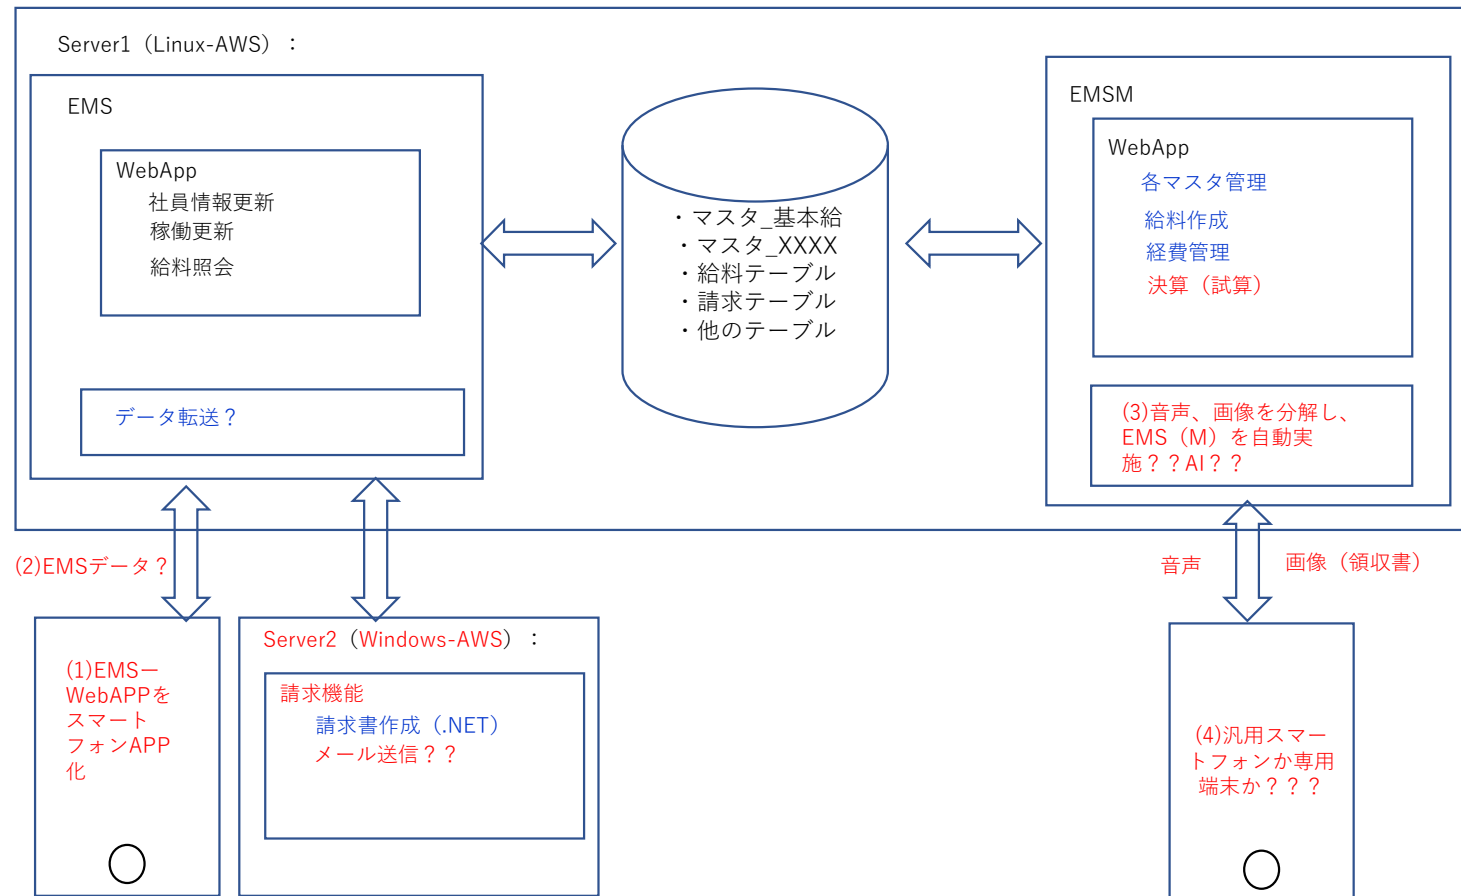 Server1（Linux-AWS）：
EMS
WebApp
社員情報更新
稼働更新
給料照会
データ転送？
・マスタ_基本給
・マスタ_XXXX
・給料テーブル
・請求テーブル
・他のテーブル
EMSM
WebApp
各マスタ管理
給料作成
経費管理
決算（試算）
(3)音声、画像を分解し、
EMS（M）を自動実
施？？AI？？
(2)EMSデータ？
音声
画像（領収書）
(1)EMSー
WebAPPを
スマート
フォンAPP
化
Server2（Windows-AWS）：
請求機能
請求書作成（.NET）
メール送信？？
(4)汎用スマー
トフォンか専用
端末か？？？